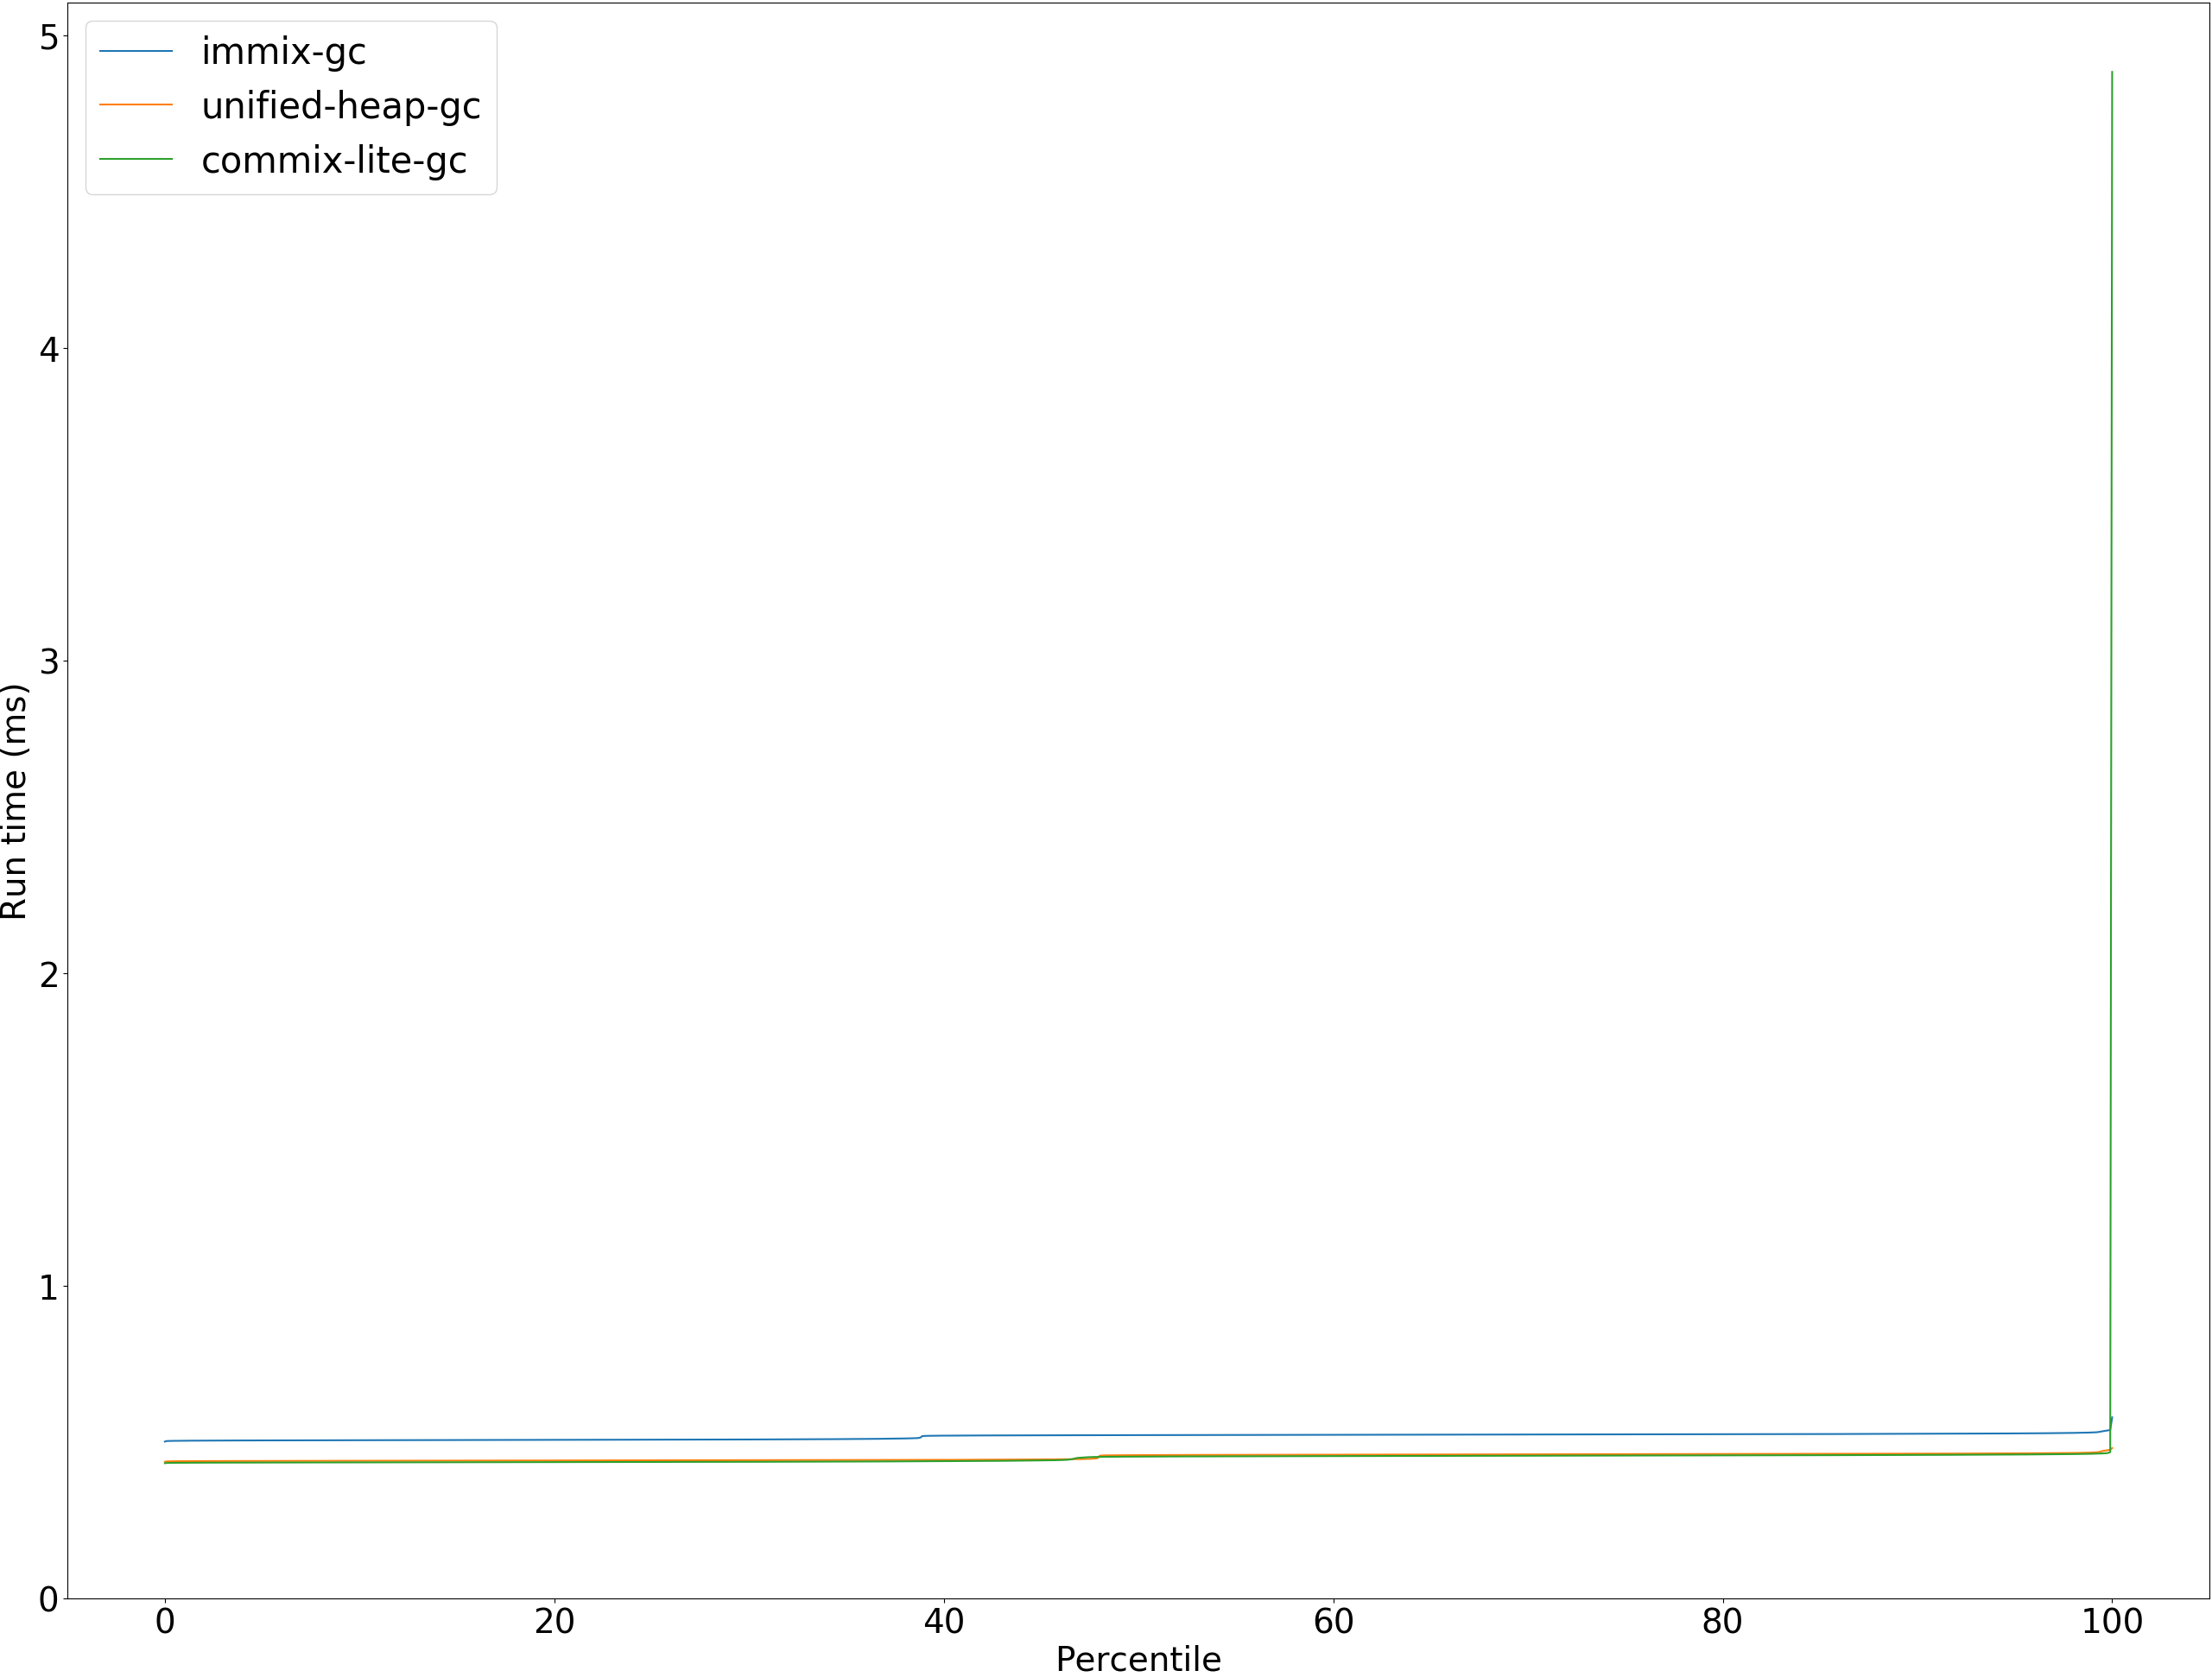 immix-gc
unified-heap-gc
commix-lite-gc
5
4
3
2
1
0
Run time (ms)
0 20 40 60 80 100
Percentile